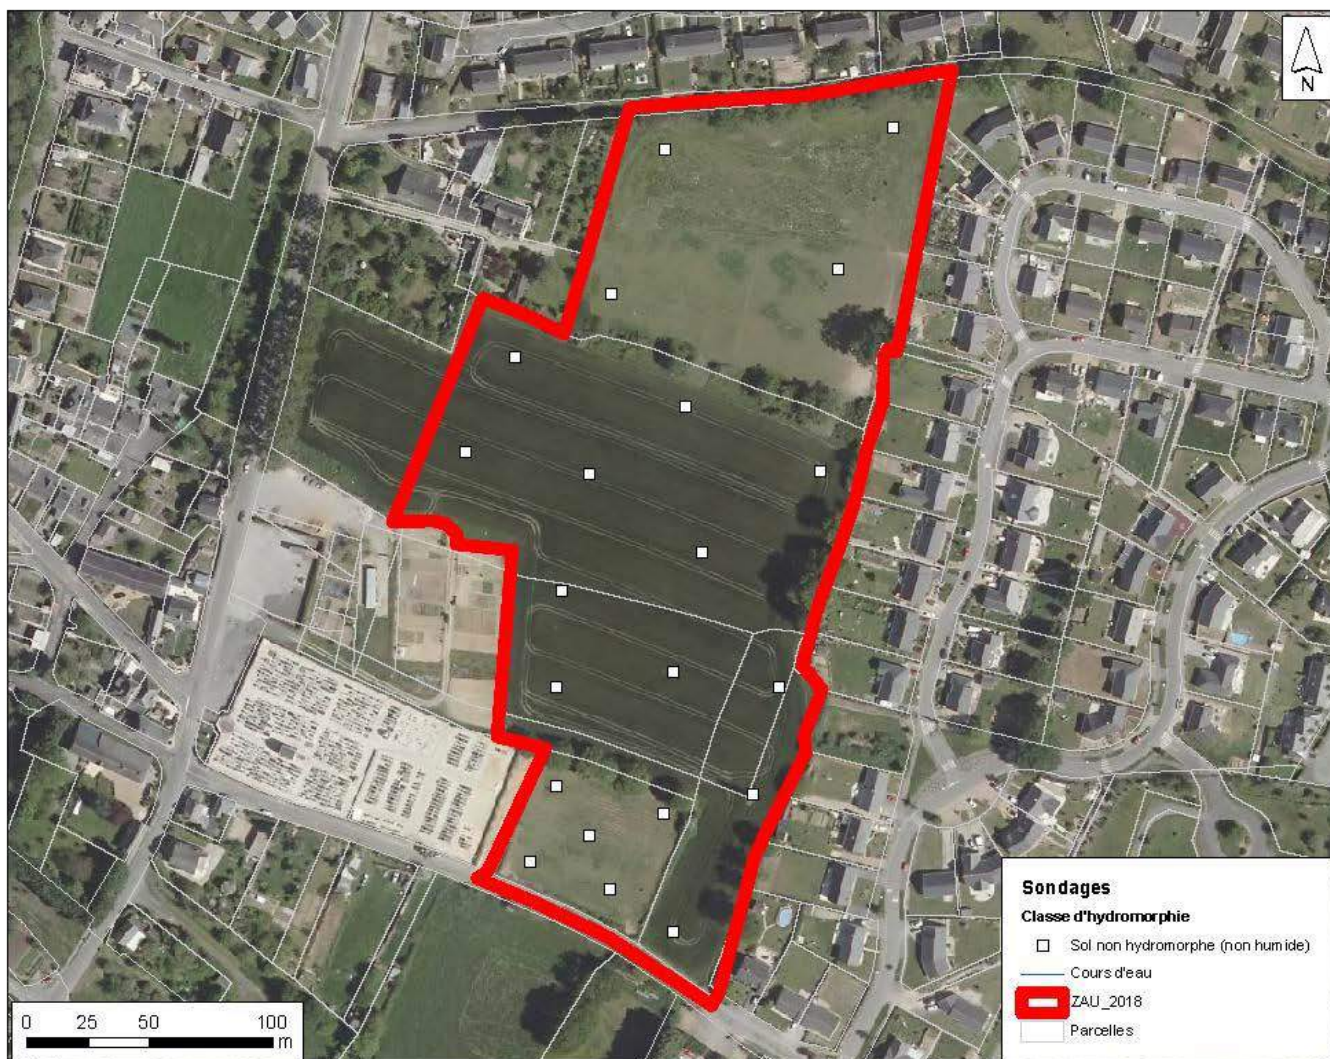 N
Sondages
Classe d'hydromorphie
Sol non hydromorphe (non humide)
Cours d'eau
ZAU_2018
Parcelles
0 25 50 100
m